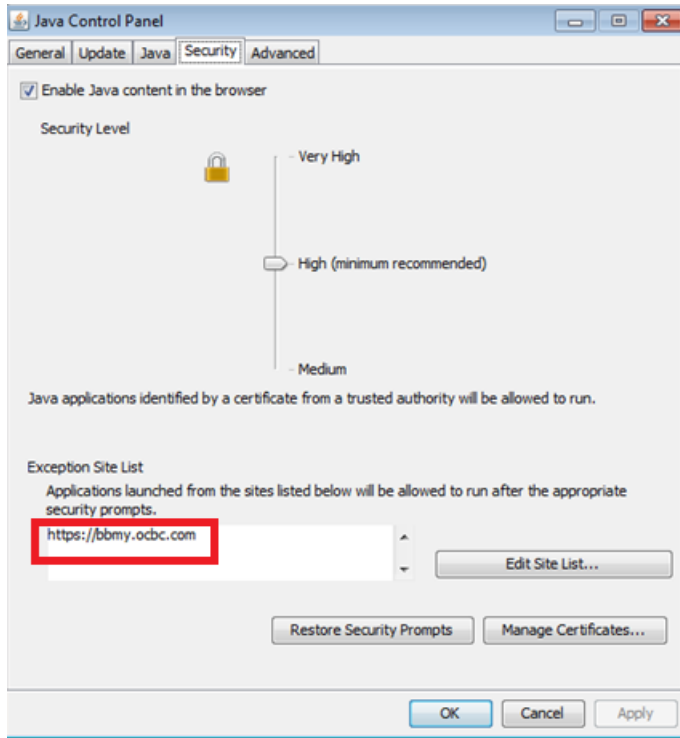 Java Control Panel
General Update Java Security Advanced
Enable Java content in the browser
Security Level
Very High
High (minimum recommended)
Medium
Java applications identified by a certificate from a trusted authority will be allowed to run.
Exception Site List
Applications launched from the sites listed below will be allowed to run after the appropriate
security prompts.
https://bbmy.ocbc.com
Edit Site List...
Restore Security Prompts Manage Certificates...
OK Cancel Apply